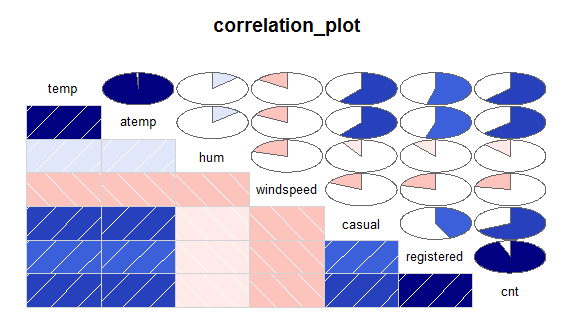 correlation_plot
temp
atemp
hum
windspeed
casual
registered
cnt